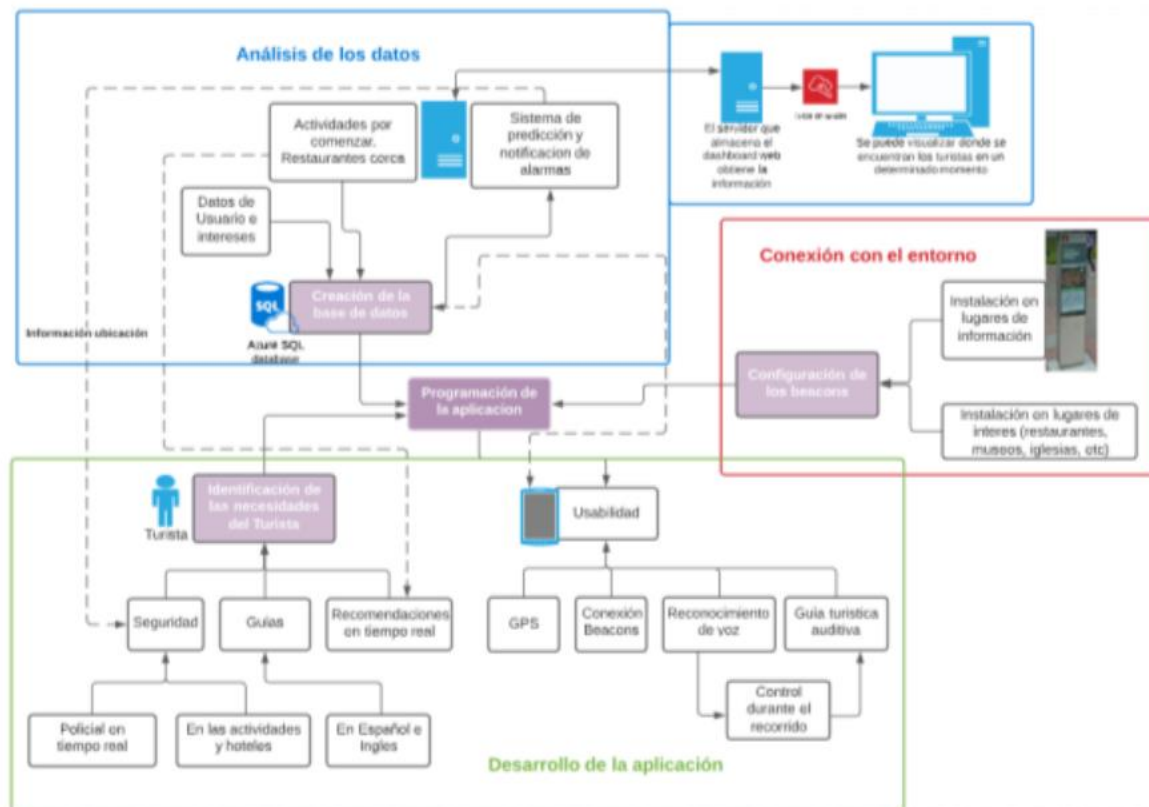 Análisis de los datos
Actividades por
comenzar.
Restaurantes cerca
Sistema de
predicción y
notificacion de
alarmas
El servidor que
almacena el
dashboard web
obtiene la
información
Se puede visualizar donde se
encuentran los turistas en un
determinado momento
Datos de
Usuario e
intereses
SQL
Creación de la
base de datos
Azure SQL
database
Información ubicación
Conexión con el entorno
Instalación en
lugares de
información
Configuración de
los beacons
Instalación en lugares de
interes (restaurantes,
museos, iglesias, etc)
Programación de
la aplicacion
Identificación de
las necesidades
del Turista
Turista
Usabilidad
Seguridad
Guías
Recomendaciones
en tiempo real
GPS
Conexión
Beacons
Reconocimiento
de voz
Guia turistica
auditiva
Policial en
tiempo real
En las actividades
y hoteles
En Español e
Ingles
Control
durante el
recorrido
Desarrollo de la aplicación